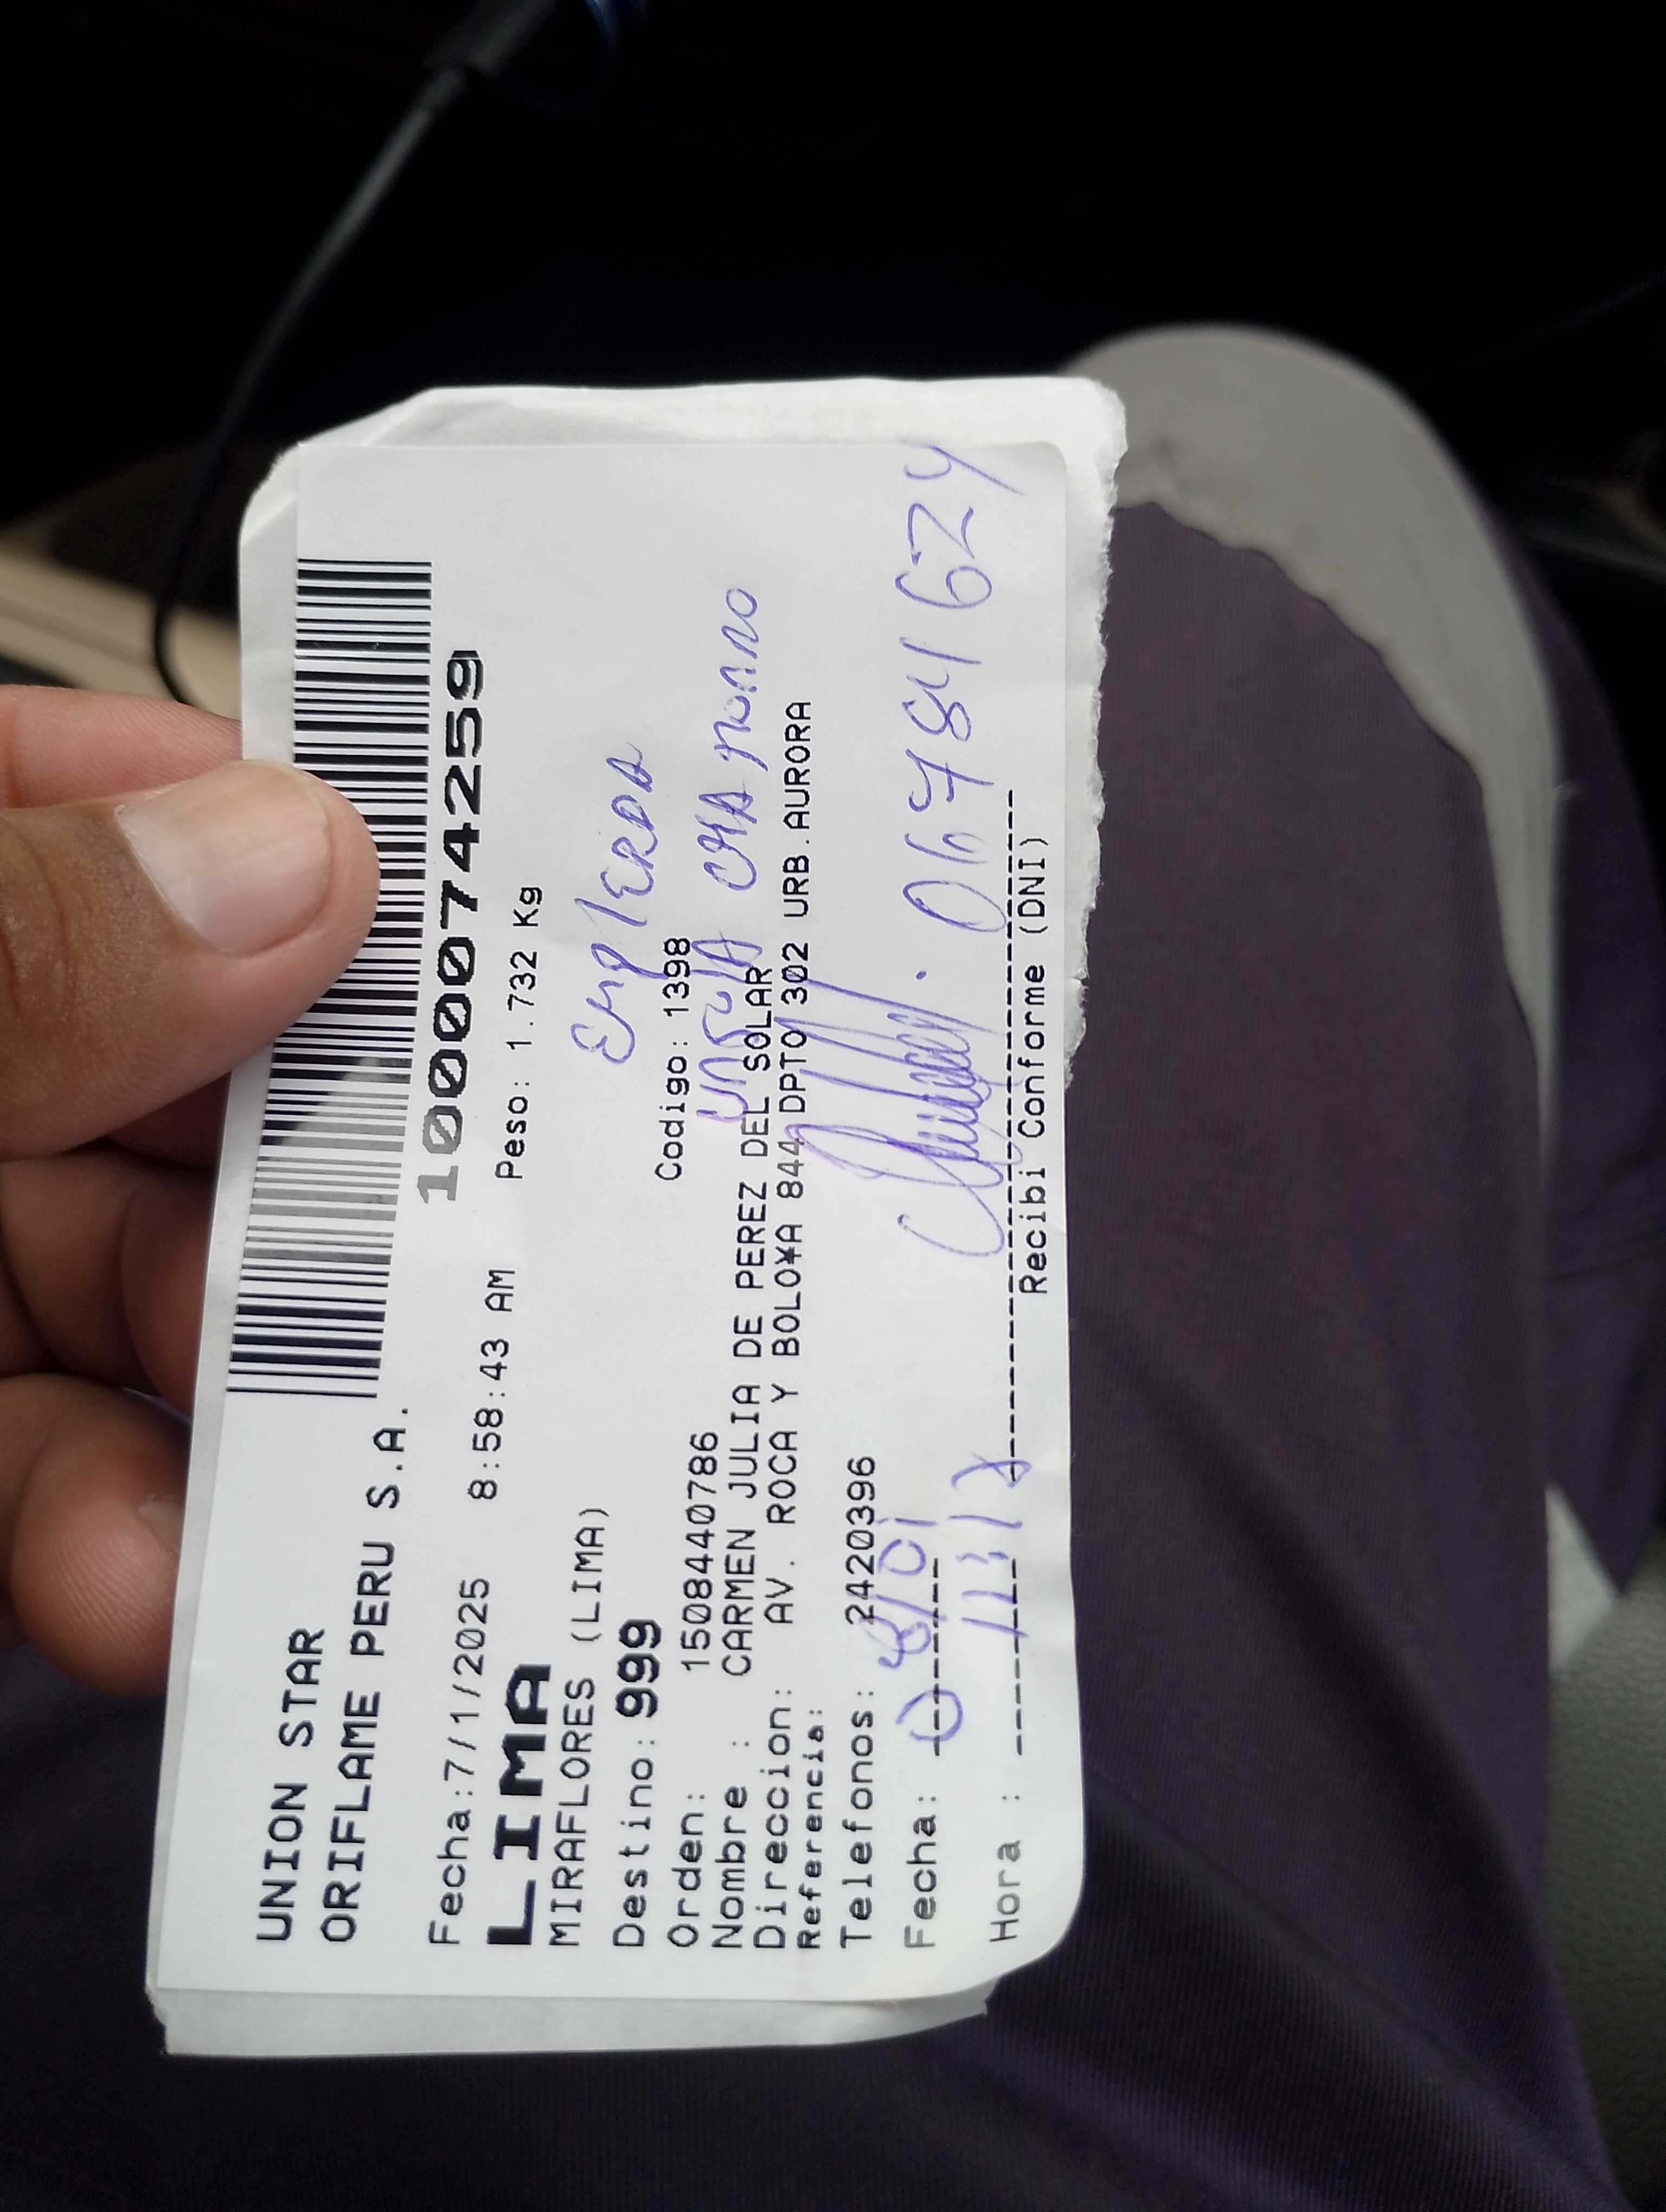 UNION STAR
ORIFLAME PERU S.A.
1000074259
Fecha:7/1/2025 8:58:43 AM Peso: 1.732 Kg
LIMA
MIRAFLORES (LIMA)
Destino: 999
Orden: 1508440786 Codigo: 1398
Nombre : CARMEN JULIA DE PEREZ DEL SOLAR
Direccion: AV. ROCA Y BOLO¥A 844 DPTO 302 URB.AURORA
Referencia:
Telefonos: 2420396
Fecha: 08/01
Hora :
Recibi Conforme (DNI)